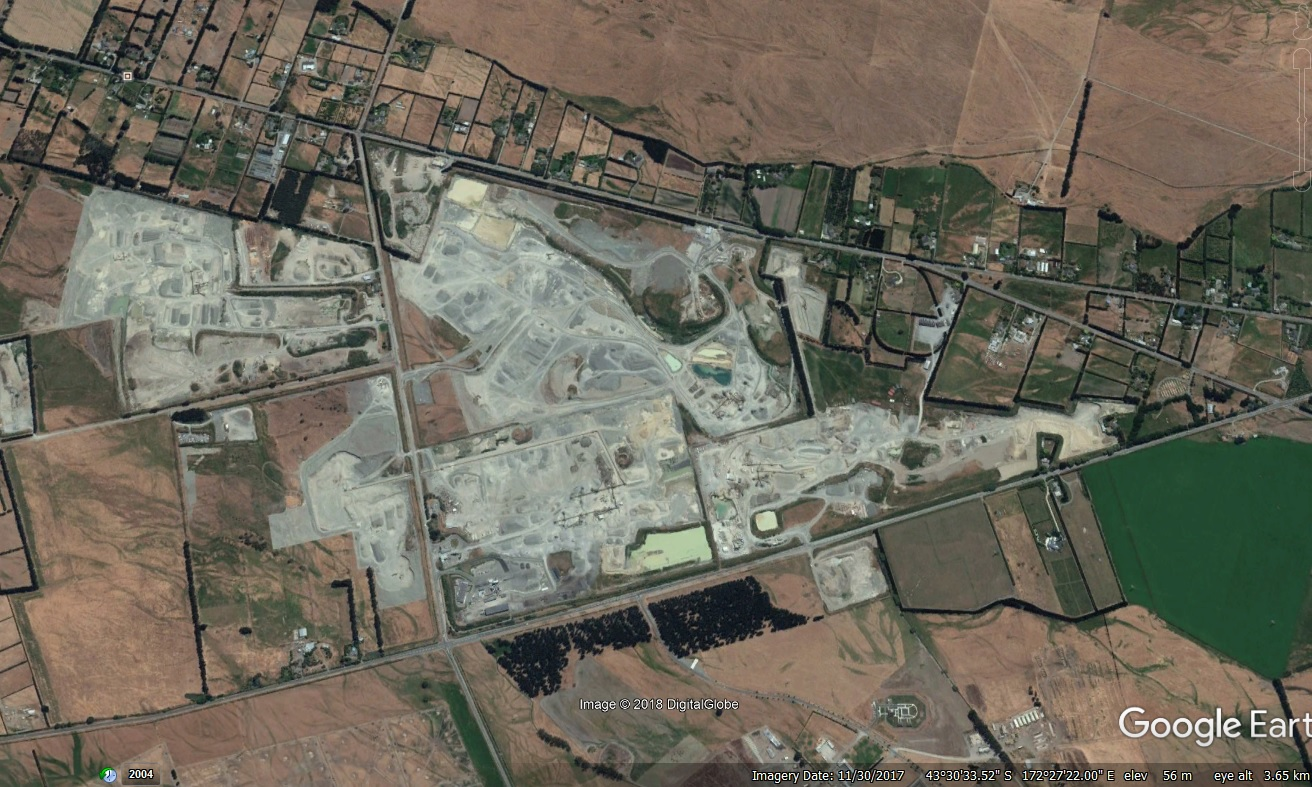 Image © 2018 DigitalGlobe
Google Eart
2004
Imagery Date: 11/30/2017 43°30'33.52" S 172°27'22.00" E elev 56 m eye alt 3.65 km